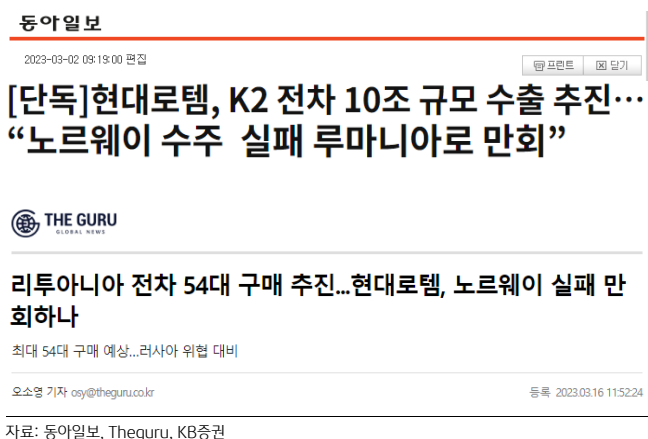 동아일보
2023-03-02 09:19:00 편집
프린트 닫기
[단독]현대로템, K2 전차 10조 규모 수출 추진…
“노르웨이 수주 실패 루마니아로 만회”
THE GURU
GLOBAL NEWS
리투아니아 전차 54대 구매 추진...현대로템, 노르웨이 실패 만
회하나
최대 54대 구매 예상...러사아 위협 대비
오소영 기자 osy@theguru.co.kr 등록 2023.03.16 11:52:24
자료: 동아일보, Theguru, KB증권